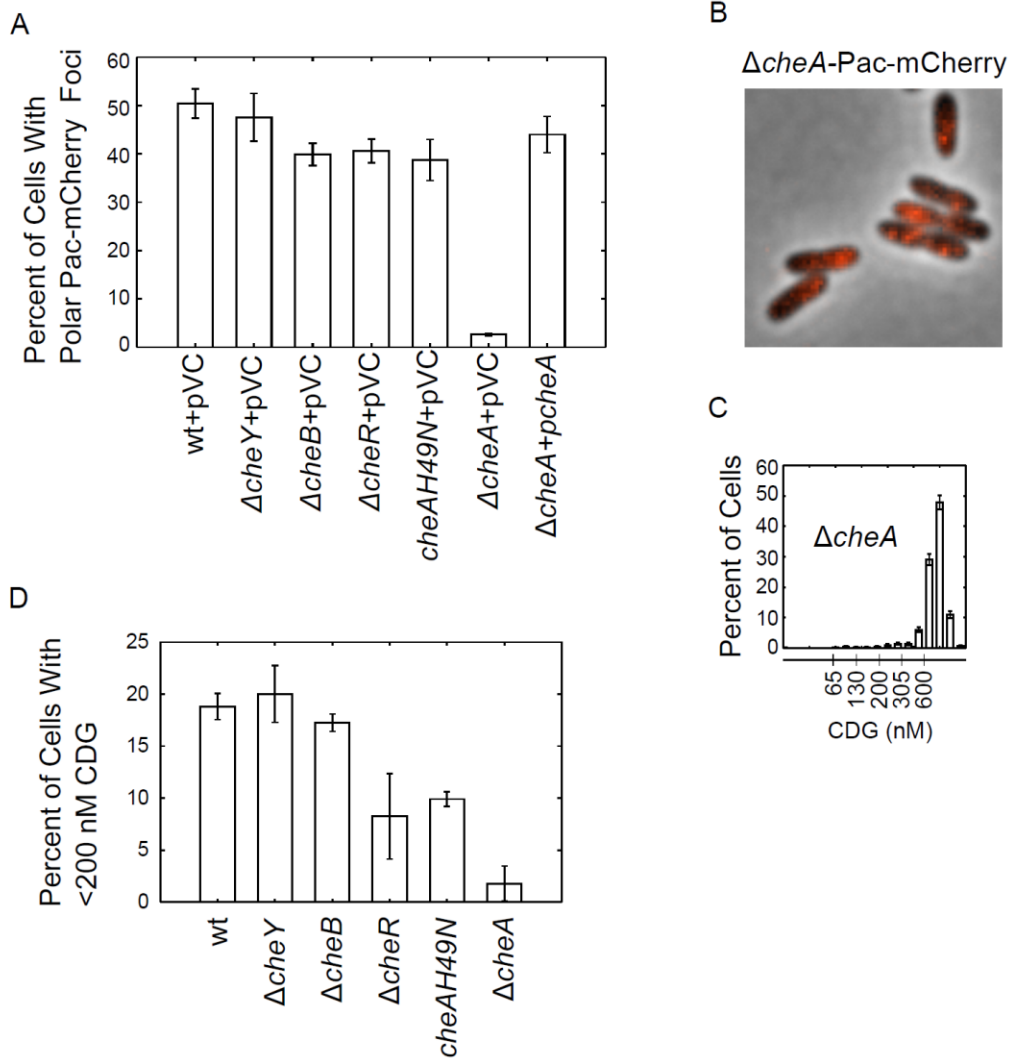 A
Percent of Cells With
Polar Pac-mCherry Foci
60
50
40
30
20
10
0
wt+pVC
ΔcheY+pVC
ΔcheB+pVC
ΔcheR+pVC
cheAH49N+pVC
ΔcheA+pVC
ΔcheA+pcheA
B
ΔcheA-Pac-mCherry
C
Percent of Cells
60
50
40
30
20
10
0
ΔcheA
65
130
200
305
600
CDG (nM)
D
Percent of Cells With
<200 nM CDG
25
20
15
10
5
0
wt
ΔcheY
ΔcheB
ΔcheR
cheAH49N
ΔcheA